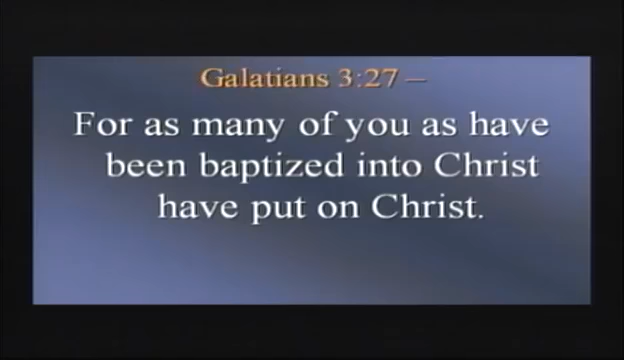 Galatians 3:27 –
For as many of you as have
been baptized into Christ
have put on Christ.